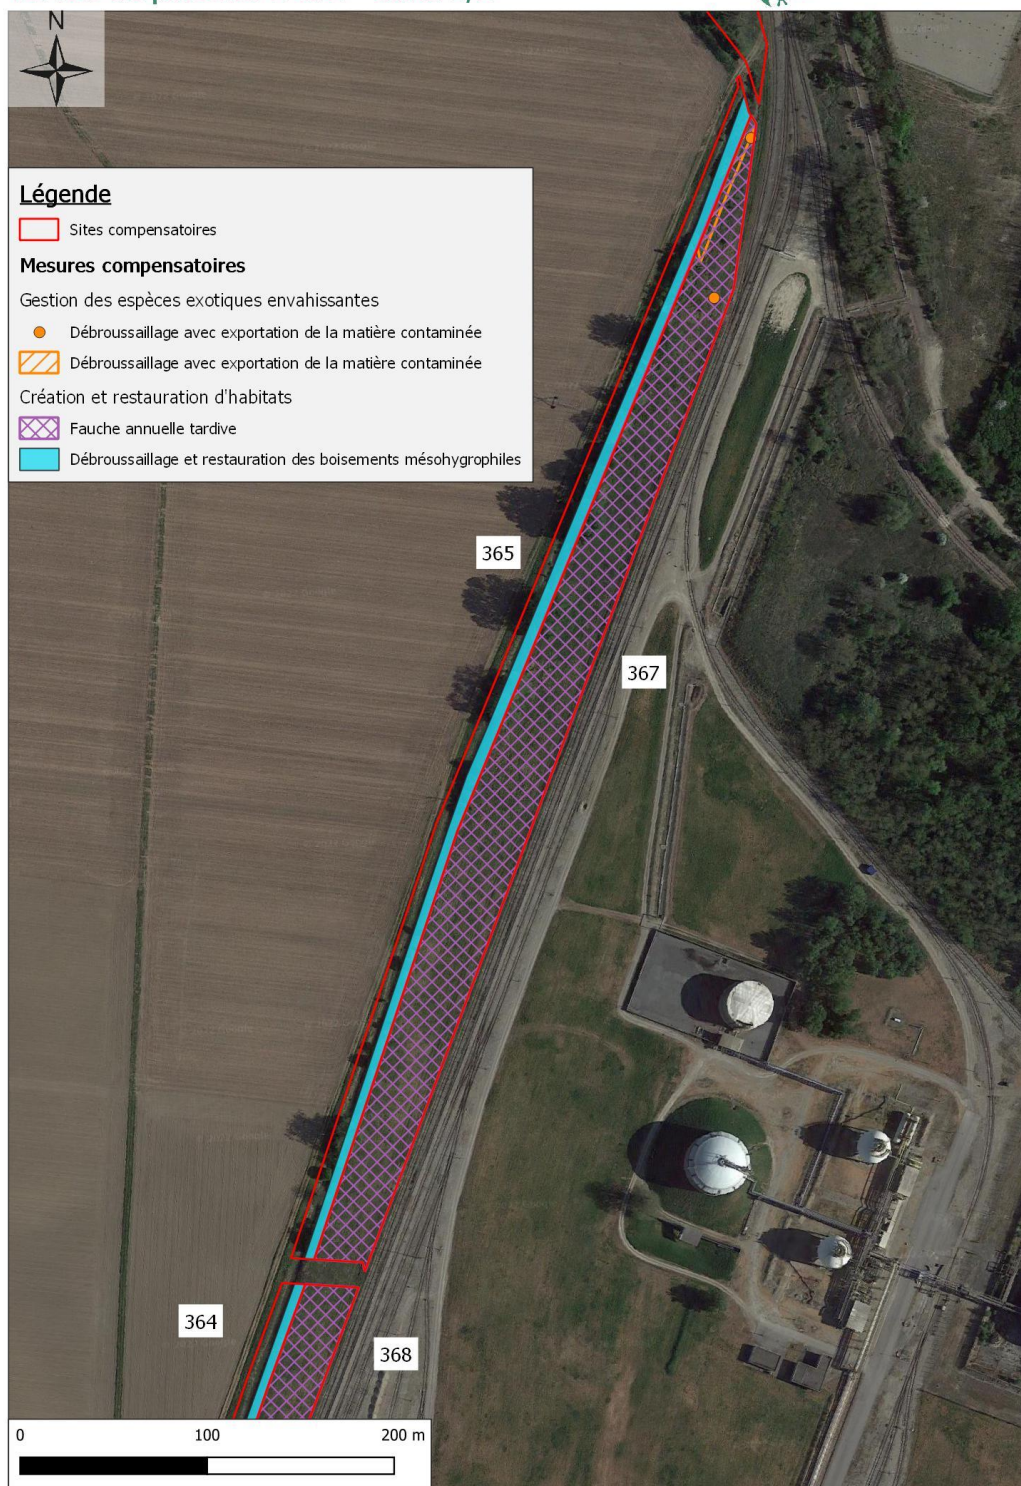 N
Légende
Sites compensatoires
Mesures compensatoires
Gestion des espèces exotiques envahissantes
Débroussaillage avec exportation de la matière contaminée
Débroussaillage avec exportation de la matière contaminée
Création et restauration d'habitats
Fauche annuelle tardive
Débroussaillage et restauration des boisements mésohygrophiles
365
367
364
368
0 100 200 m